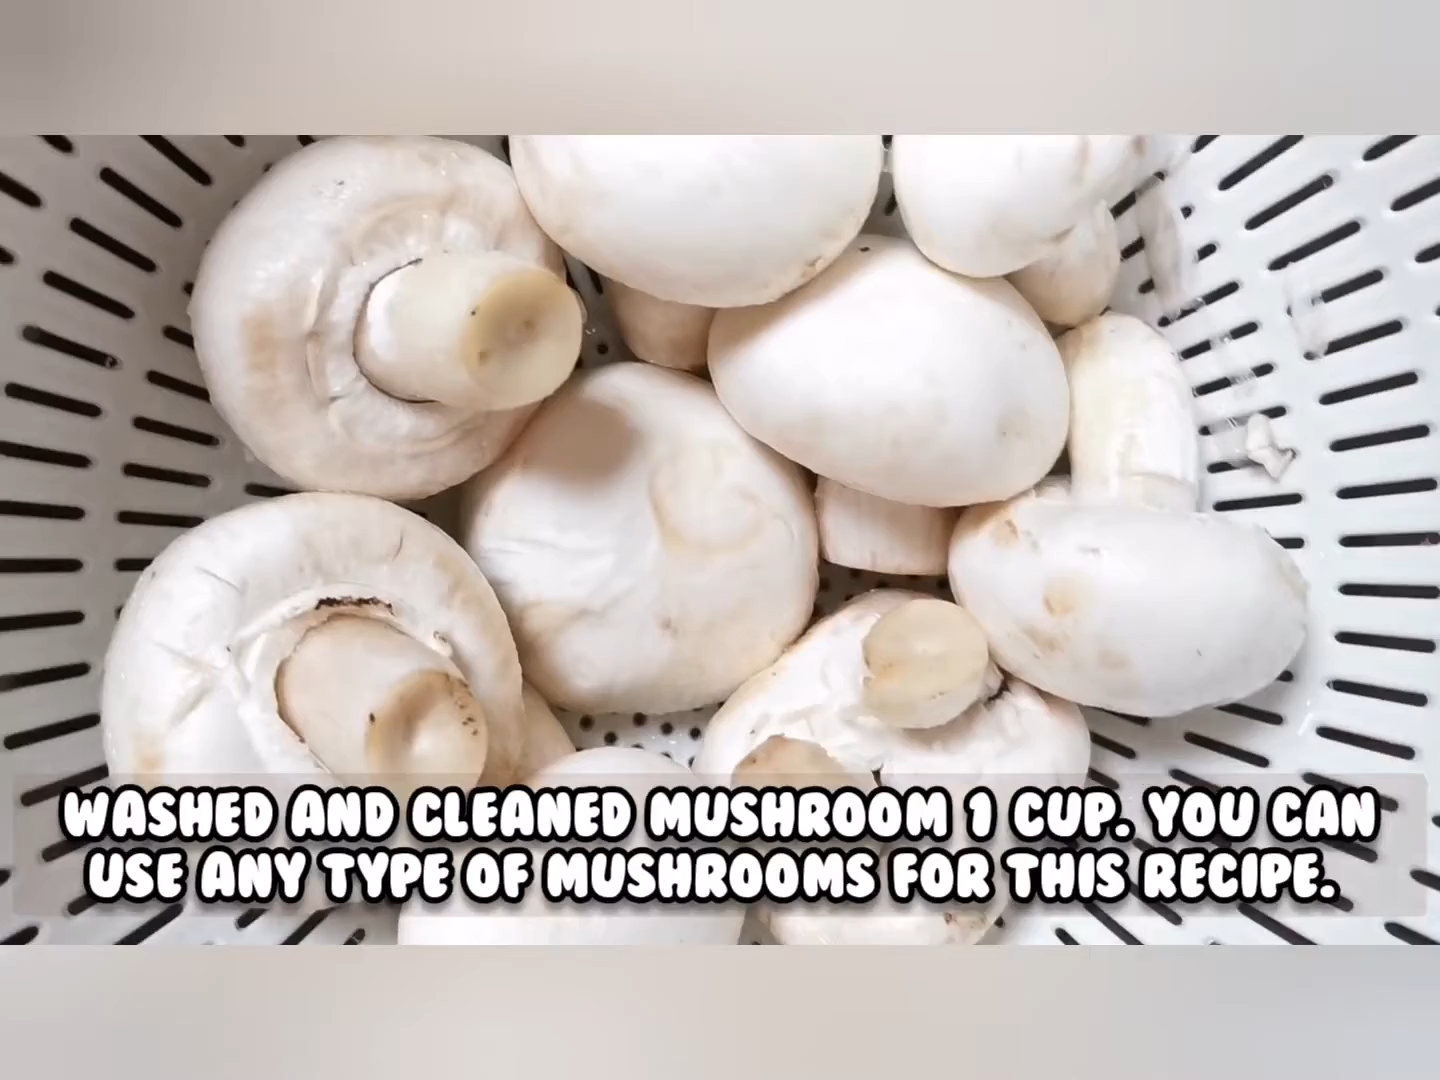 WASHED AND CLEANED MUSHROOM 1 CUP. YOU CAN
USE ANY TYPE OF MUSHROOMS FOR THIS RECIPE.